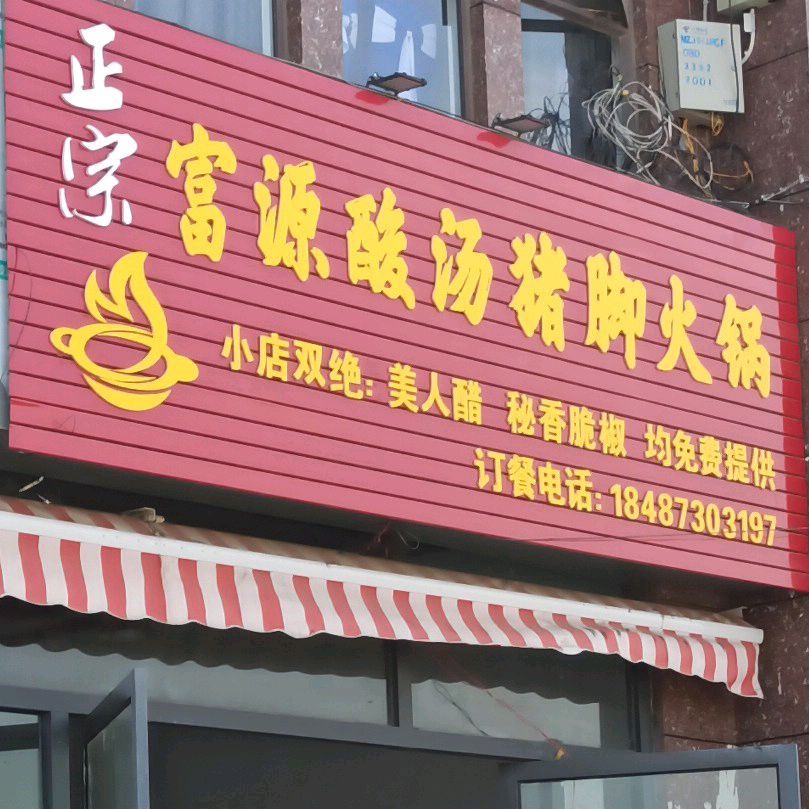 正宗
富源酸汤猪脚火锅
小店双绝: 美人醋 秘香脆椒 均免费提供
订餐电话: 18487303197